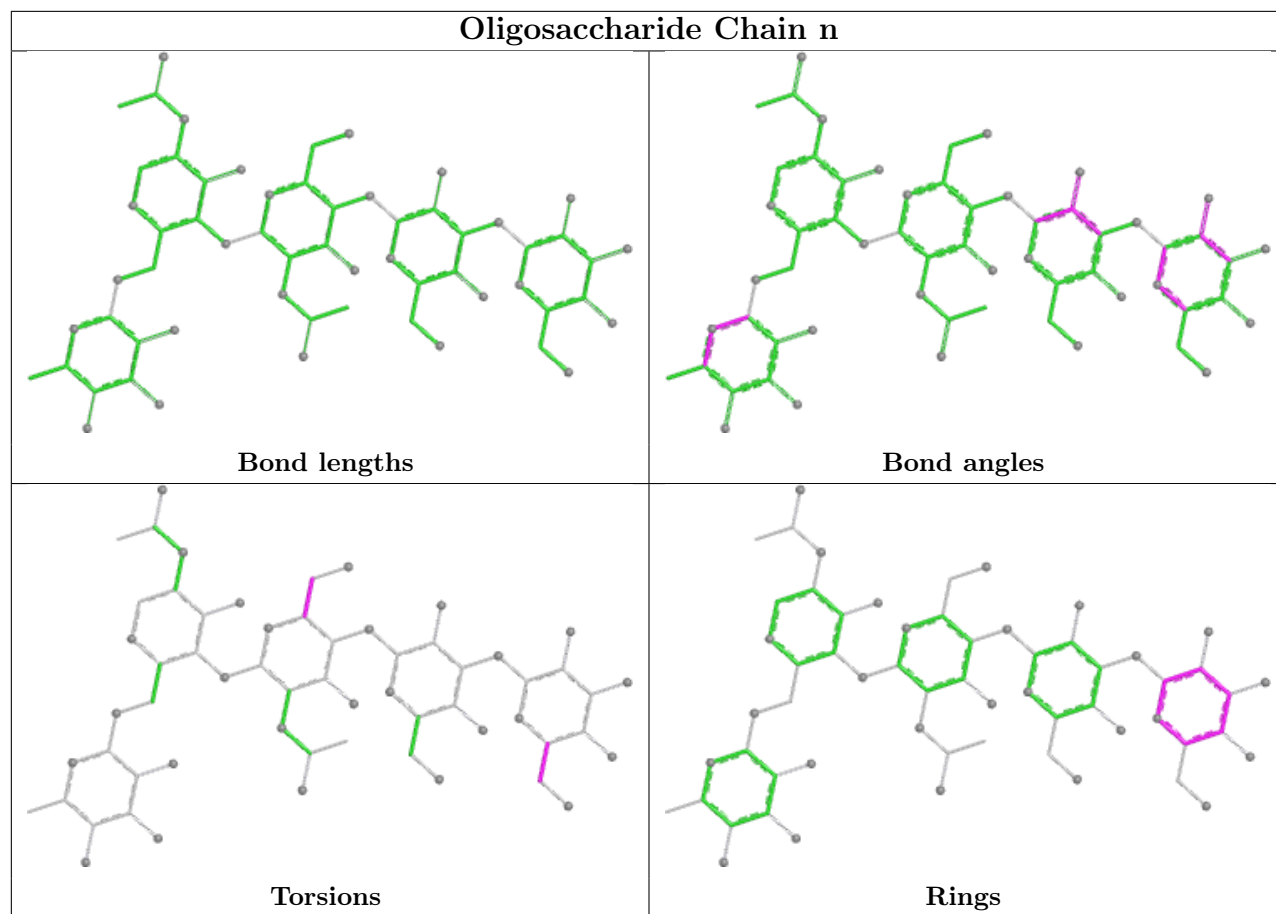 Oligosaccharide Chain n
Bond lengths
Bond angles
Torsions
Rings